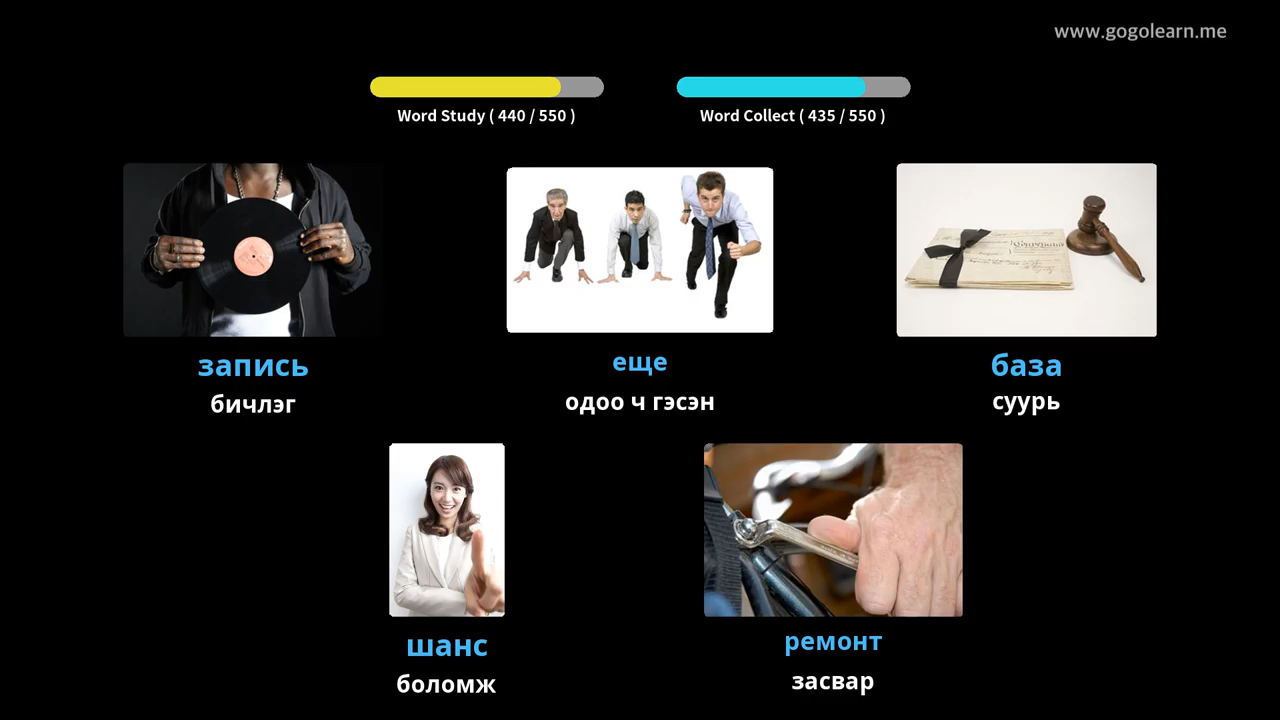 www.gogolearn.me
Word Study ( 440 / 550 )
Word Collect ( 435 / 550 )
запись
бичлэг
еще
одоо ч гэсэн
база
суурь
шанс
боломж
ремонт
засвар